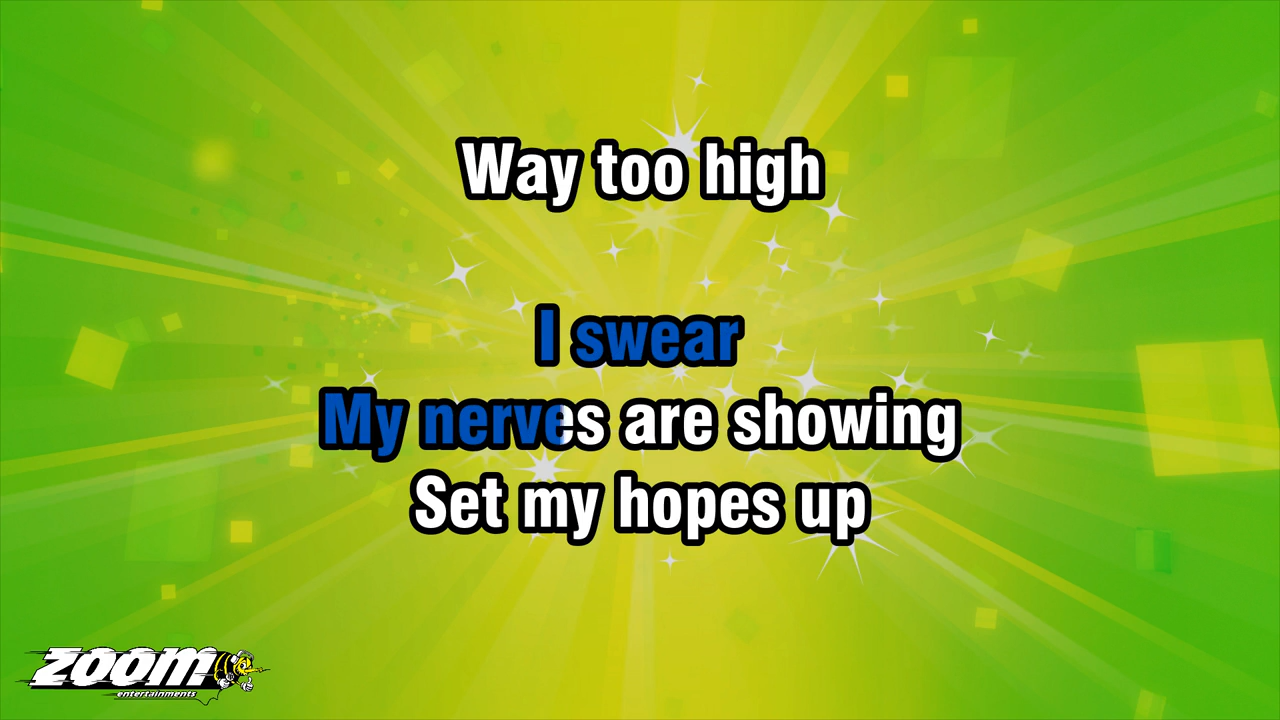 Way too high
I swear
My nerves are showing
Set my hopes up
zoom
entertainments